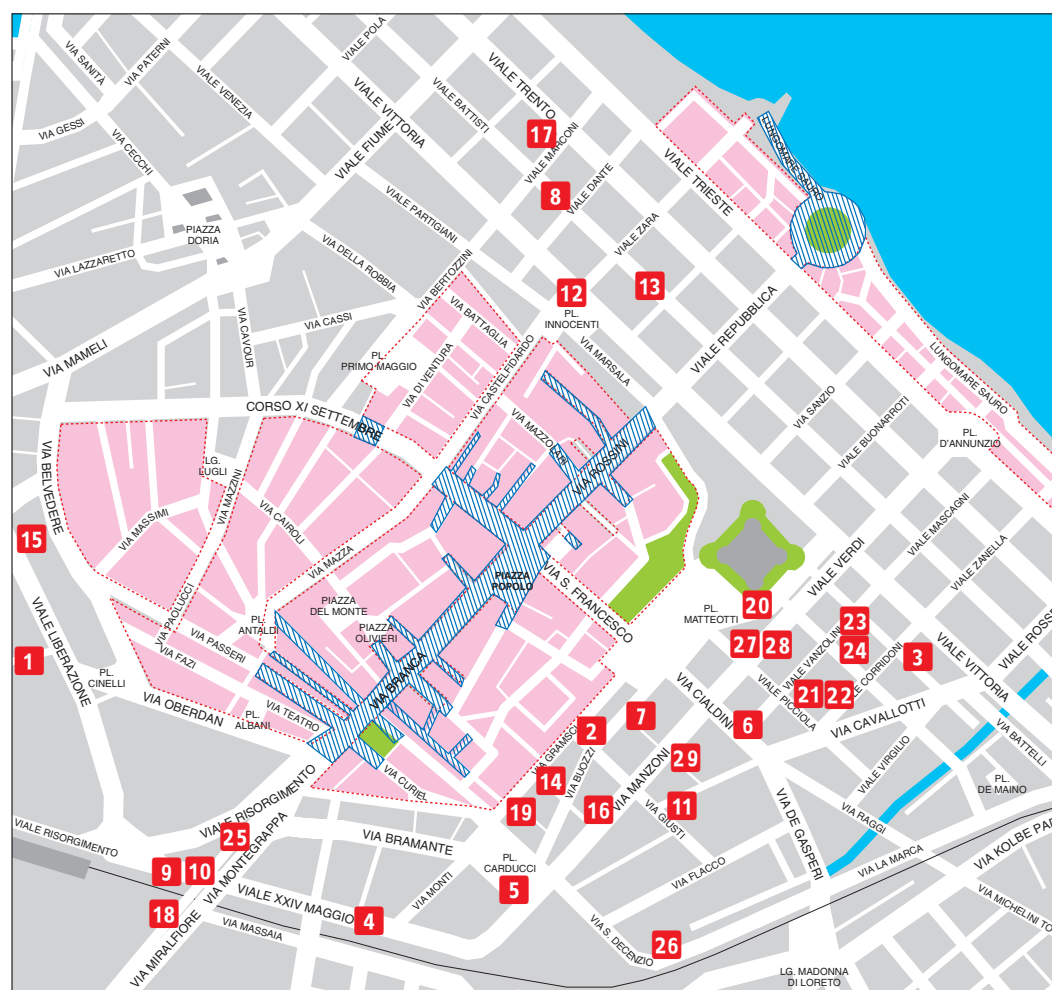 VIA SANITÀ
VIA PATERNI
VIALE POLA
VIALE VENEZIA
VIALE VITTORIA
VIALE BATTISTI
VIALE TRENTO
VIA GESSI
VIA CECCHI
VIALE FIUME
17
VIALE MARCONI
LUNGOMARE SAURO
VIALE TRIESTE
8
VIALE DANTE
VIALE PARTIGIANI
VIALE ZARA
PIAZZA
DORIA
VIA LAZZARETTO
VIA DELLA ROBBIA
VIA BERTOZZINI
12
13
PL.
INNOCENTI
VIA CASSI
VIA CAVOUR
VIA BATTAGLIA
VIA MAMELI
PL.
PRIMO MAGGIO
VIA DI VENTURA
VIA CASTELFIDARDO
VIA MARSALA
VIALE REPUBBLICA
LUNGOMARE SAURO
CORSO XI SETTEMBRE
VIA MAZZOLARI
VIA ROSSINI
VIA SANZIO
VIALE BUONARROTI
PL.
D'ANNUNZIO
VIA BELVEDERE
LG.
LUGLI
VIA MAZZINI
VIA MASSIMI
VIA CAIROLI
15
VIA MAZZA
VIALE MASCAGNI
VIALE ZANELLA
VIALE VERDI
PIAZZA
POPOLO
VIA S. FRANCESCO
VIALE LIBERAZIONE
VIA PAOLUCCI
PIAZZA
DEL MONTE
PIAZZA
OLIVIERI
PL.
ANTALDI
VIA PASSERI
VIA FAZI
PL.
MATTEOTTI
20
1
PL.
CINELLI
VIA OBERDAN
PL.
ALBANI
VIA TEATRO
VIA BRANCA
27
28
23
24
3
VIALE VANZOLINI
VIALE CORRIDONI
VIALE PICCIOLA
21
22
VIALE VITTORIA
VIALE ROSS
VIA CIALDINI
6
VIA CAVALLOTTI
VIA BATTELLI
VIA GRAMSCI
2
7
VIA BUOZZI
VIA MANZONI
29
14
19
16
VIA GIUSTI
11
VIALE VIRGILIO
PL.
DE MAINO
VIA CURIEL
VIALE RISORGIMENTO
25
VIALE RISORGIMENTO
VIA MONTEGRAPPA
VIA BRAMANTE
VIA DE GASPERI
VIA RAGGI
VIA LA MARCA
VIA KOLBE PAD
9
10
PL.
CARDUCCI
5
VIA MONTI
VIA FLACCO
VIA MICHELINI TO
18
VIALE XXIV MAGGIO
4
VIA MIRALFIORE
VIA MASSAIA
VIA S. DECENZIO
26
LG. MADONNA
DI LORETO